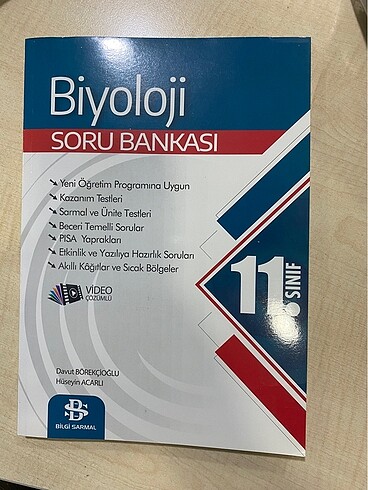 Biyoloji
SORU BANKASI
Yeni Öğretim Programına Uygun
Kazanım Testleri
Sarmal ve Ünite Testleri
Beceri Temelli Sorular
PISA Yaprakları
Etkinlik ve Yazılıya Hazırlık Soruları
Akıllı Kâğıtlar ve Sıcak Bölgeler
VİDEO
ÇÖZÜMLÜ
11.
SINIF
Davut BÖREKÇİOĞLU
Hüseyin ACARLI
BİLGİ SARMAL